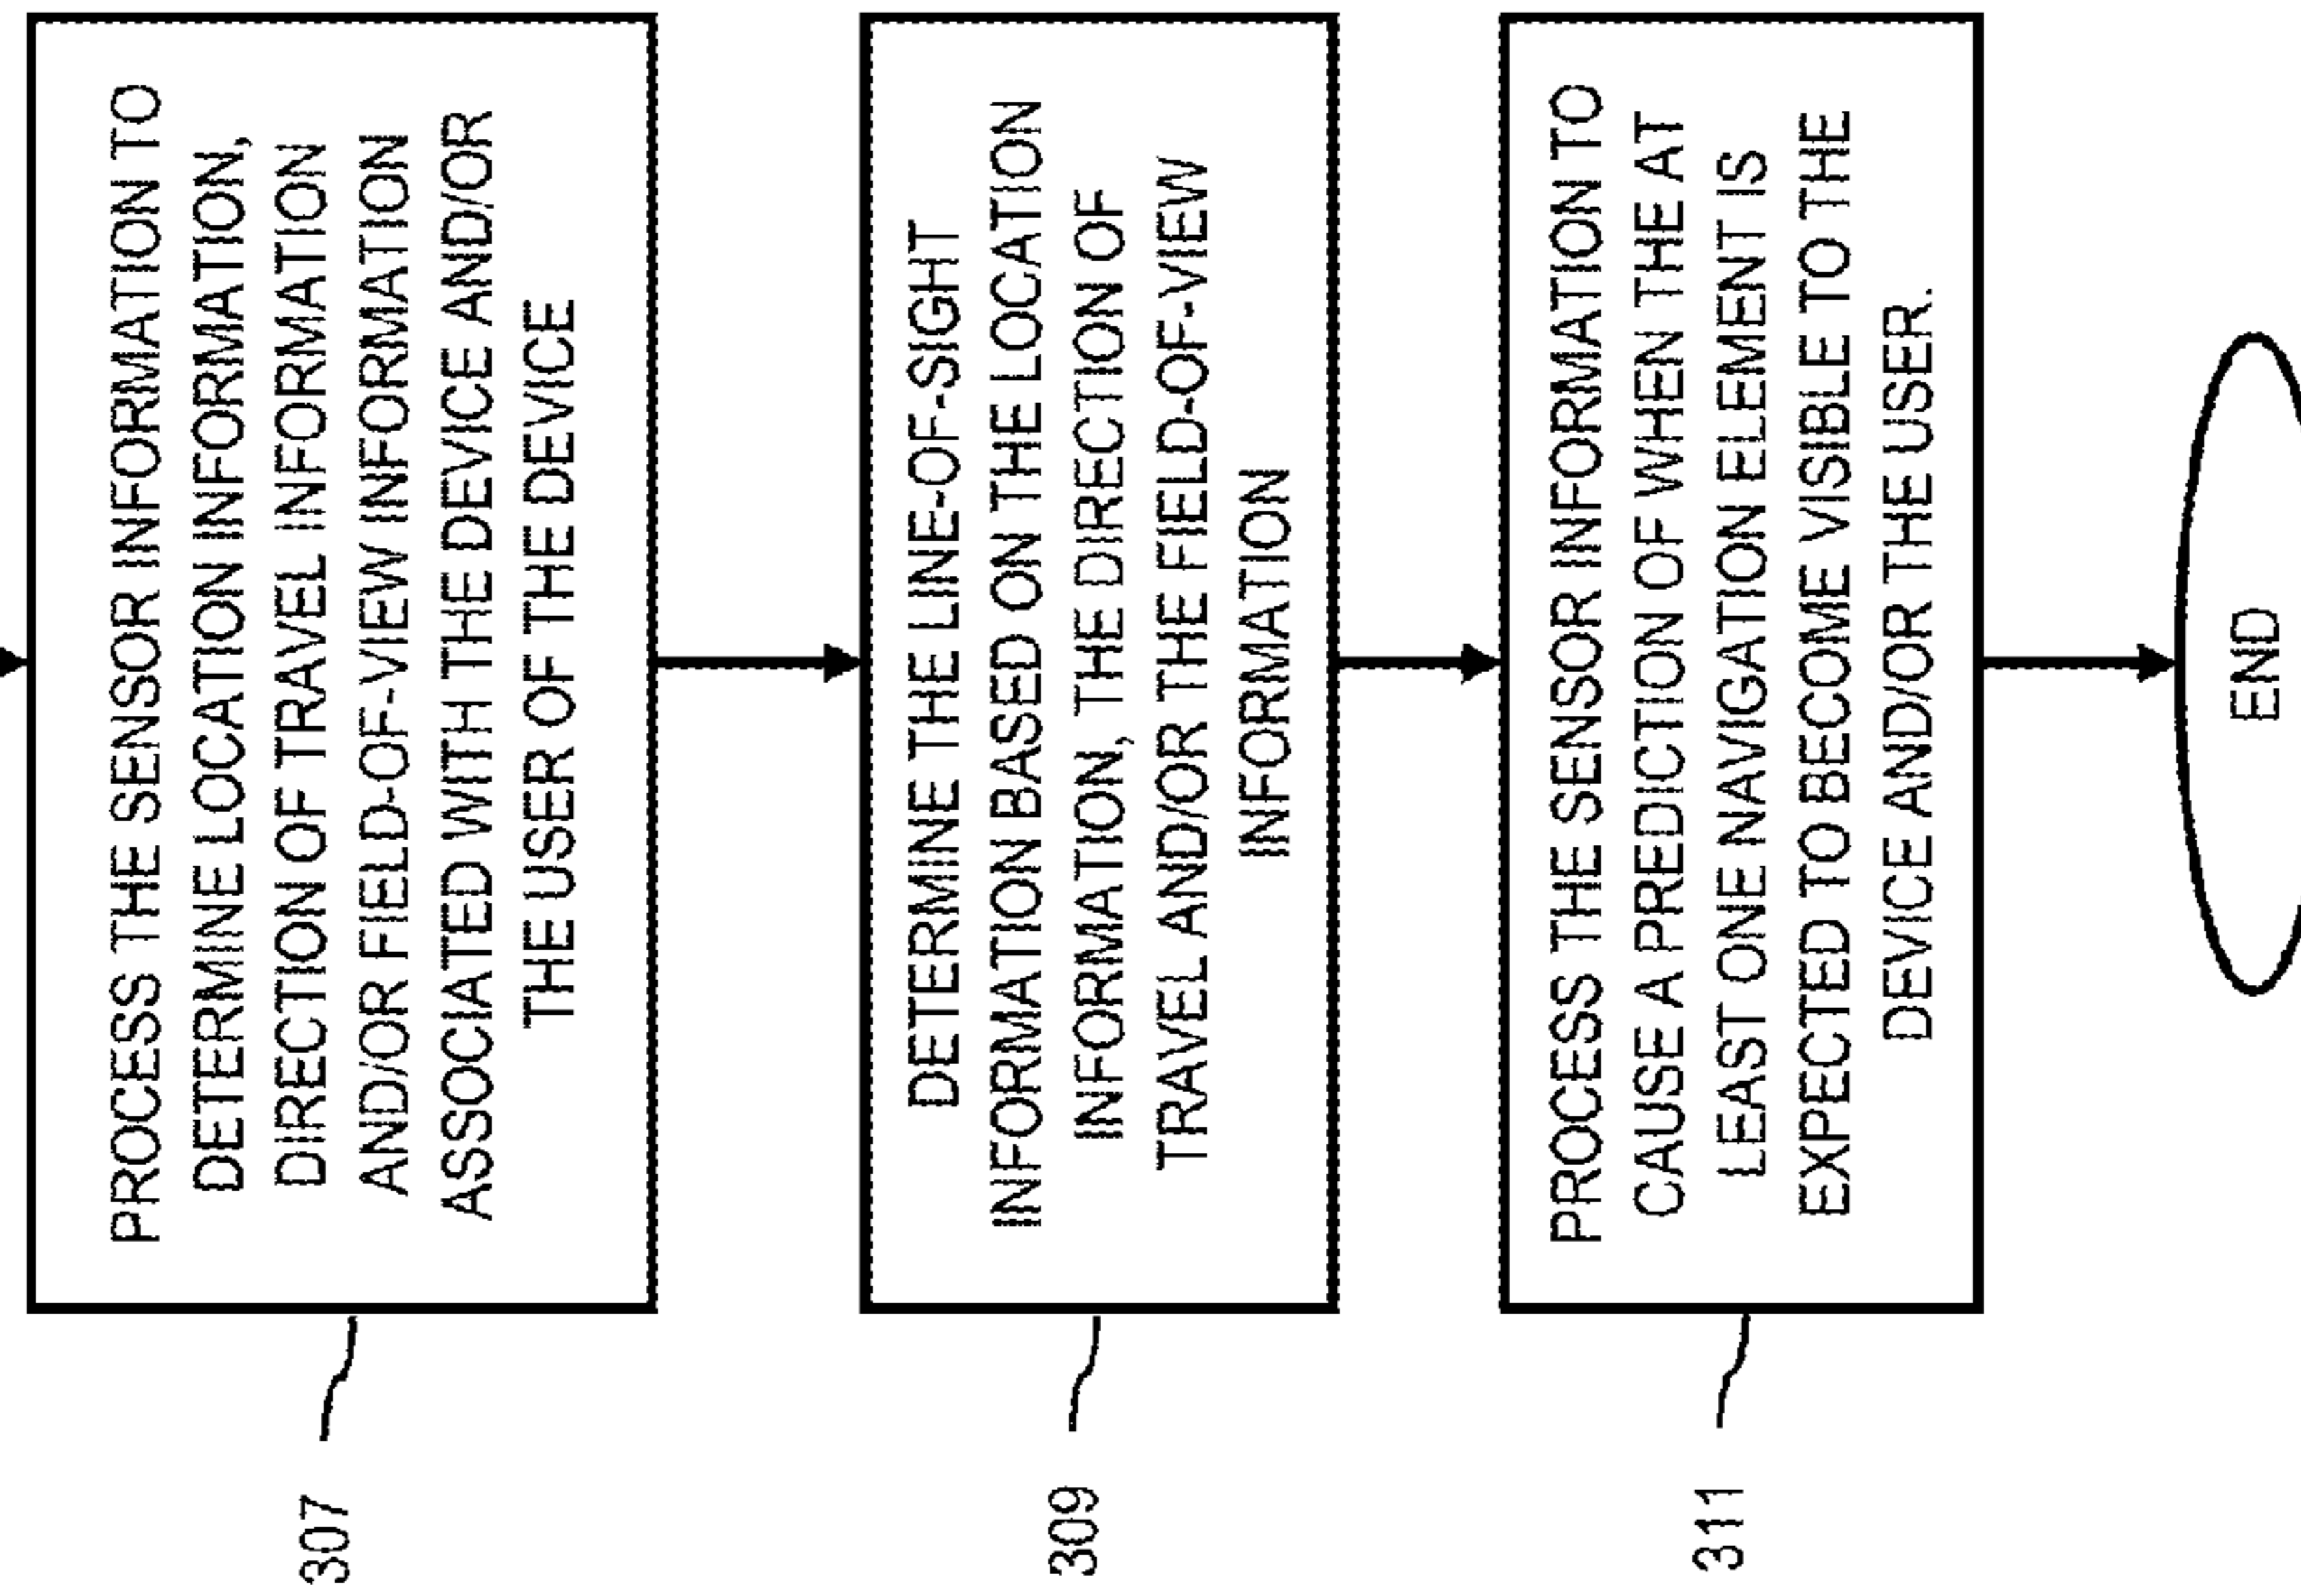 PROCESS THE SENSOR INFORMATION TO
DETERMINE LOCATION INFORMATION,
DIRECTION OF TRAVEL INFORMATION
AND/OR FIELD-OF-VIEW INFORMATION
ASSOCIATED WITH THE DEVICE AND/OR
THE USER OF THE DEVICE
307
DETERMINE THE LINE-OF-SIGHT
INFORMATION BASED ON THE LOCATION
INFORMATION, THE DIRECTION OF
TRAVEL AND/OR THE FIELD-OF-VIEW
INFORMATION
309
PROCESS THE SENSOR INFORMATION TO
CAUSE A PREDICTION OF WHEN THE AT
LEAST ONE NAVIGATION ELEMENT IS
EXPECTED TO BECOME VISIBLE TO THE
DEVICE AND/OR THE USER.
311
END